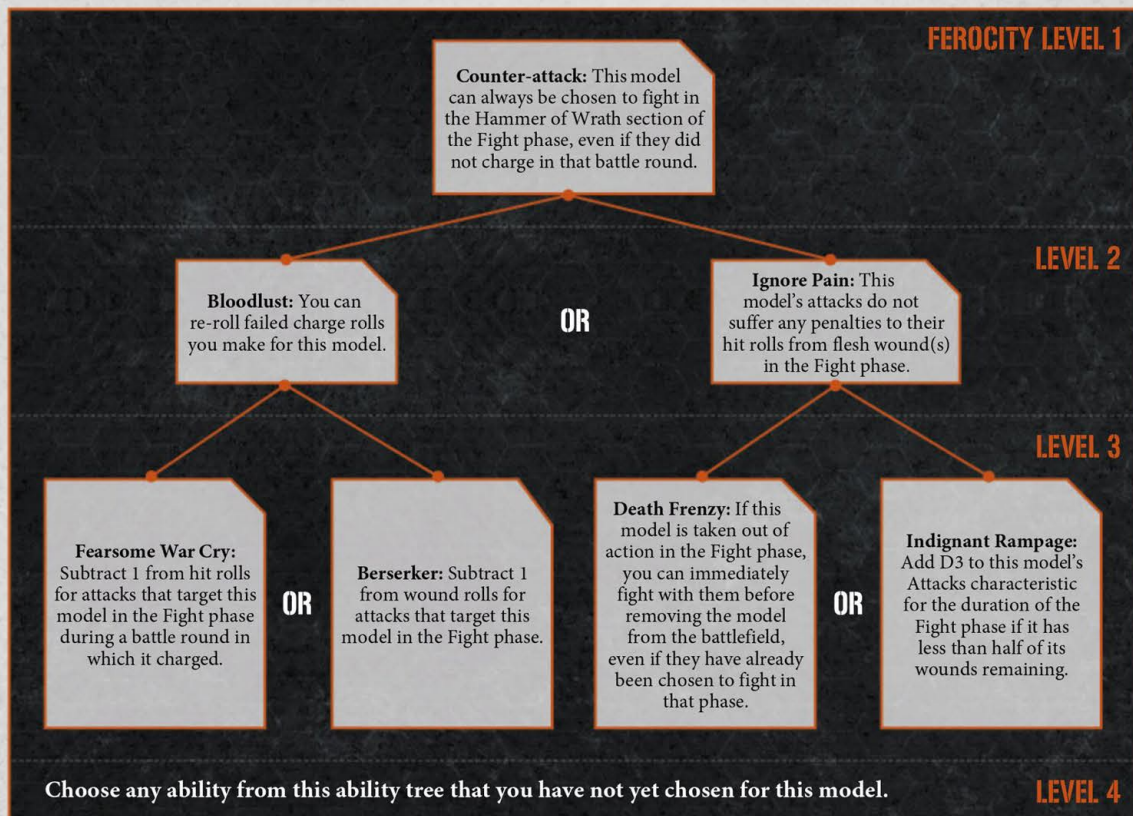 FEROCITY LEVEL 1
Counter-attack: This model
can always be chosen to fight in
the Hammer of Wrath section of
the Fight phase, even if they did
not charge in that battle round.
LEVEL 2
Bloodlust: You can
re-roll failed charge rolls
you make for this model.
OR
Ignore Pain: This
model's attacks do not
suffer any penalties to their
hit rolls from flesh wound(s)
in the Fight phase.
LEVEL 3
Fearsome War Cry:
Subtract 1 from hit rolls
for attacks that target this
model in the Fight phase
during a battle round in
which it charged.
OR
Berserker: Subtract 1
from wound rolls for
attacks that target this
model in the Fight phase.
Death Frenzy: If this
model is taken out of
action in the Fight phase,
you can immediately
fight with them before
removing the model
from the battlefield,
even if they have already
been chosen to fight in
that phase.
OR
Indignant Rampage:
Add D3 to this model's
Attacks characteristic
for the duration of the
Fight phase if it has
less than half of its
wounds remaining.
Choose any ability from this ability tree that you have not yet chosen for this model.
LEVEL 4